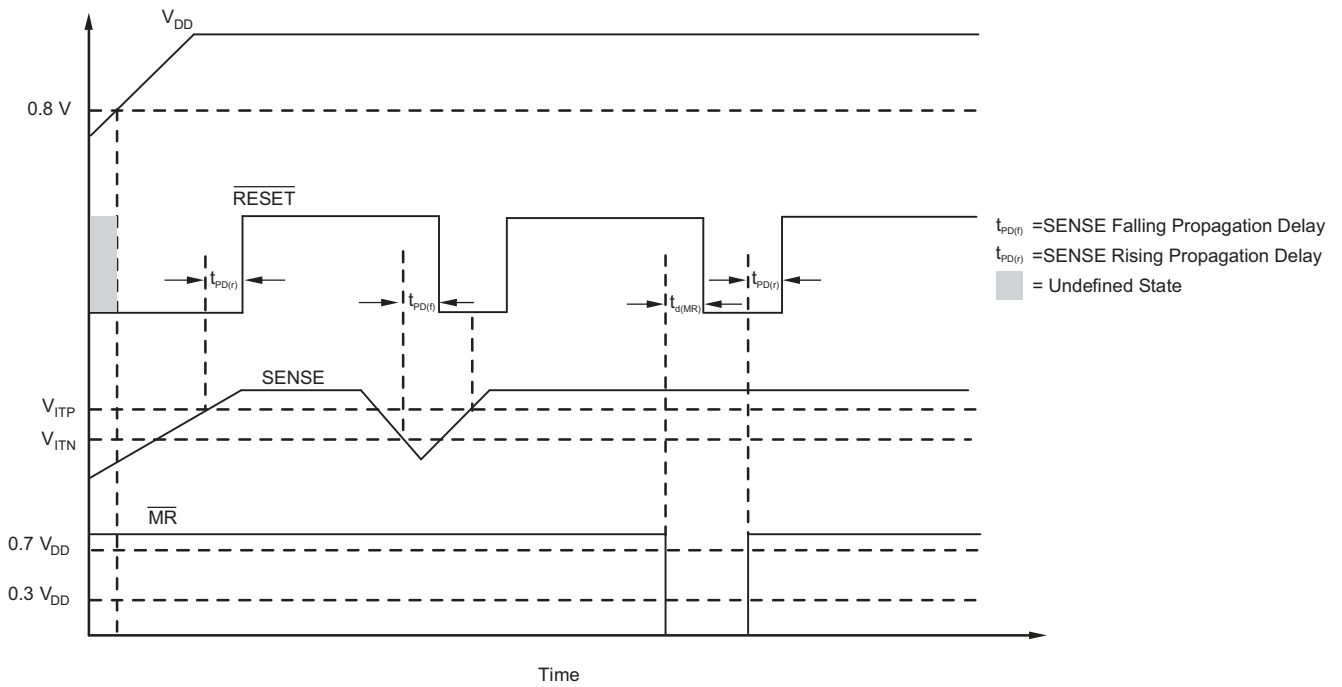 V_DD
0.8 V
RESET
t_PD(r)
t_PD(f)
t_d(MR)
t_PD(r)
t_PD(f) =SENSE Falling Propagation Delay
t_PD(r) =SENSE Rising Propagation Delay
= Undefined State
SENSE
V_ITP
V_ITN
MR
0.7 V_DD
0.3 V_DD
Time